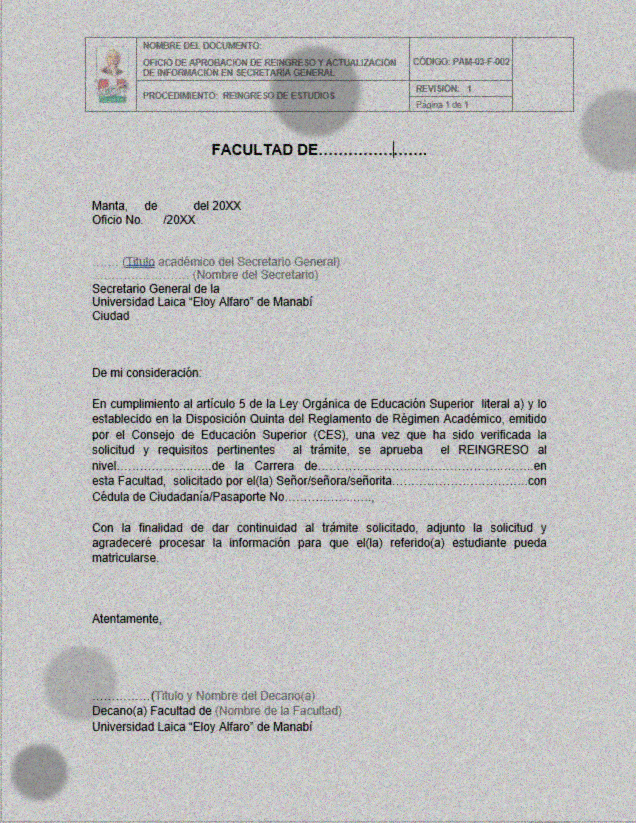 NOMBRE DEL DOCUMENTO:
OFICIO DE APROBACIÓN DE REINGRESO Y ACTUALIZACIÓN
DE INFORMACIÓN EN SECRETARÍA GENERAL
CÓDIGO: PAM-03-F-002
PROCEDIMIENTO: REINGRESO DE ESTUDIOS
REVISIÓN: 1
Página 1 de 1
FACULTAD DE......................
Manta, de del 20XX
Oficio No. /20XX
....... (Titulo académico del Secretario General)
.......................... (Nombre del Secretario)
Secretario General de la
Universidad Laica “Eloy Alfaro” de Manabí
Ciudad
De mi consideración:
En cumplimiento al artículo 5 de la Ley Orgánica de Educación Superior literal a) y lo
establecido en la Disposición Quinta del Reglamento de Régimen Académico, emitido
por el Consejo de Educación Superior (CES), una vez que ha sido verificada la
solicitud y requisitos pertinentes al trámite, se aprueba el REINGRESO al
nivel.........................de la Carrera de.........................................................en
esta Facultad, solicitado por el(la) Señor/señora/señorita....................................con
Cédula de Ciudadanía/Pasaporte No.......................,
Con la finalidad de dar continuidad al trámite solicitado, adjunto la solicitud y
agradeceré procesar la información para que el(la) referido(a) estudiante pueda
matricularse.
Atentamente,
................(Título y Nombre del Decano(a)
Decano(a) Facultad de (Nombre de la Facultad)
Universidad Laica “Eloy Alfaro” de Manabí